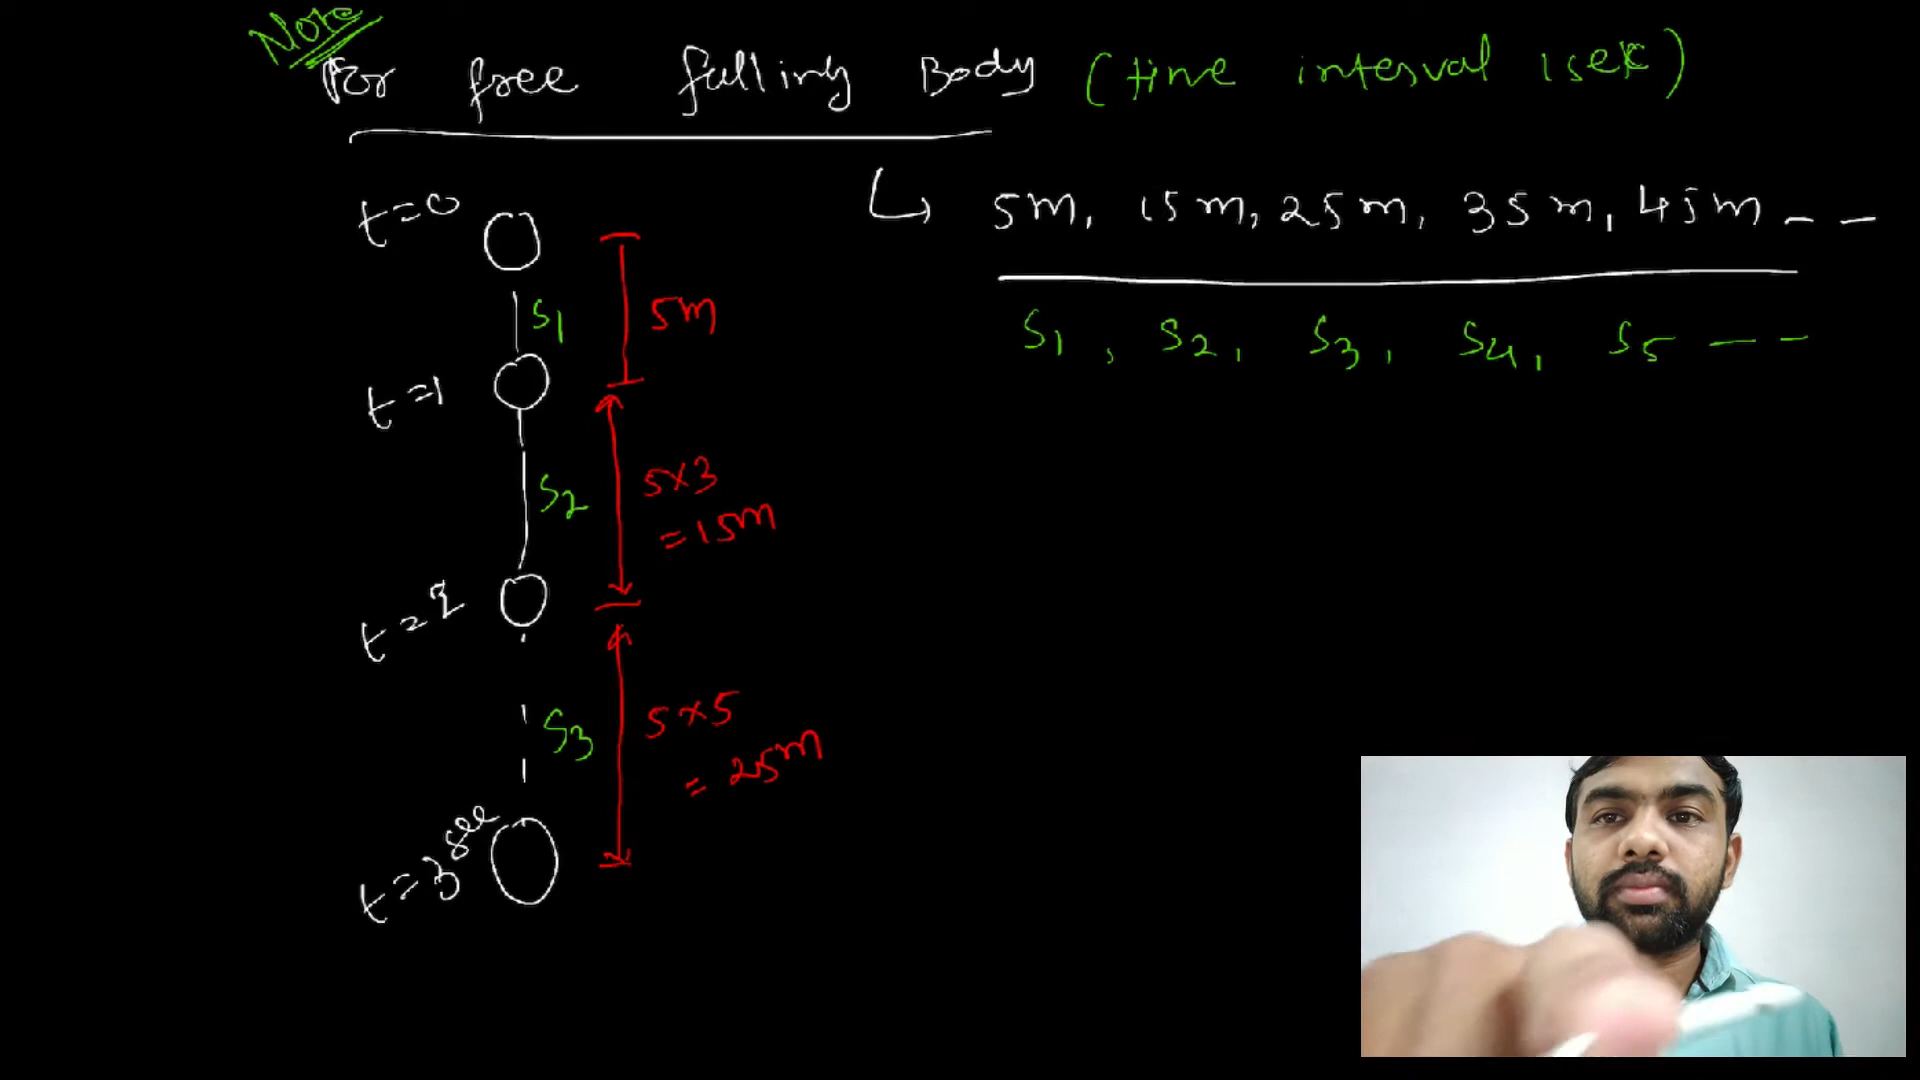 Note
For free falling Body (time interval 1sec)
↳ 5m, 15m, 25m, 35m, 45m - -
S1, S2, S3, S4, S5 - -
t=0
S1
5m
t=1
S2
5×3
=15m
t=2
S3
5×5
= 25m
t=3sec